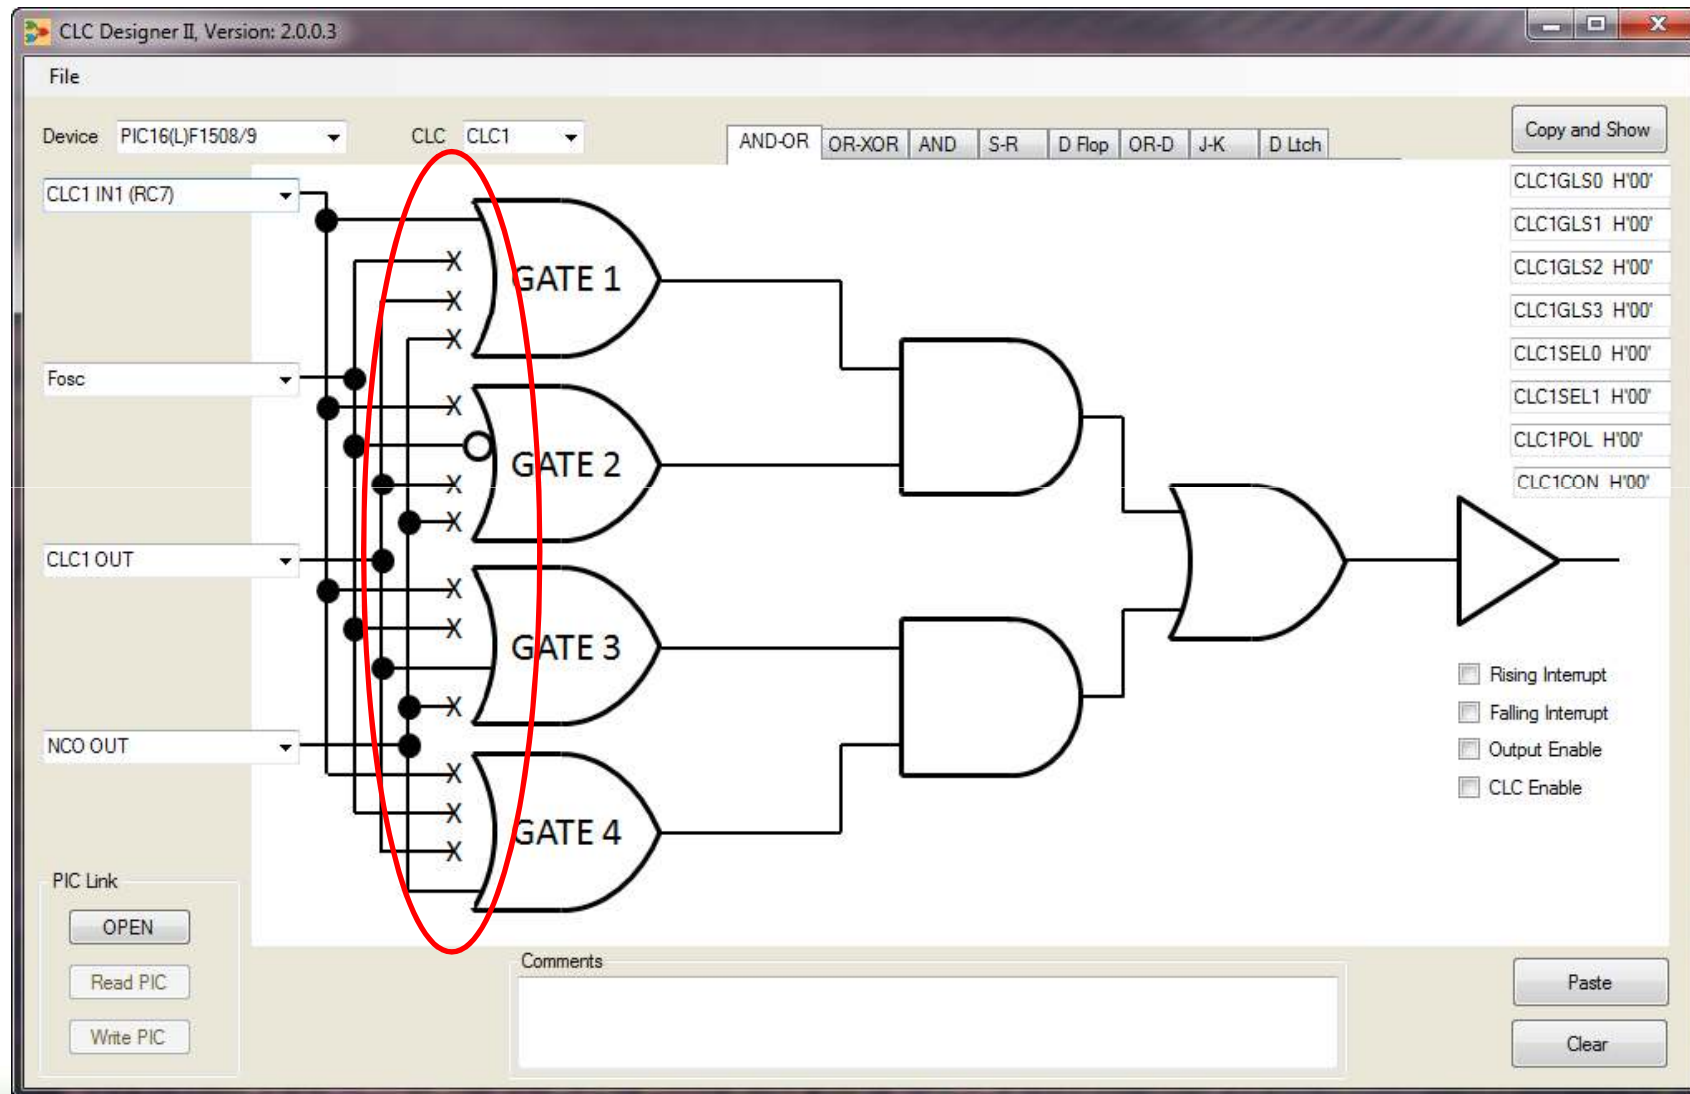 CLC Designer II, Version: 2.0.0.3
File
Device PIC16(L)F1508/9 CLC CLC1
AND-OR OR-XOR AND S-R D Flop OR-D J-K D Ltch
Copy and Show
CLC1 IN1 (RC7)
CLC1GLS0 H'00'
CLC1GLS1 H'00'
CLC1GLS2 H'00'
CLC1GLS3 H'00'
CLC1SEL0 H'00'
CLC1SEL1 H'00'
CLC1POL H'00'
CLC1CON H'00'
X
X
X
GATE 1
Fosc
X
X
X
GATE 2
CLC1 OUT
X
X
X
GATE 3
NCO OUT
X
X
X
GATE 4
Rising Interrupt
Falling Interrupt
Output Enable
CLC Enable
PIC Link
OPEN
Read PIC
Write PIC
Comments
Paste
Clear